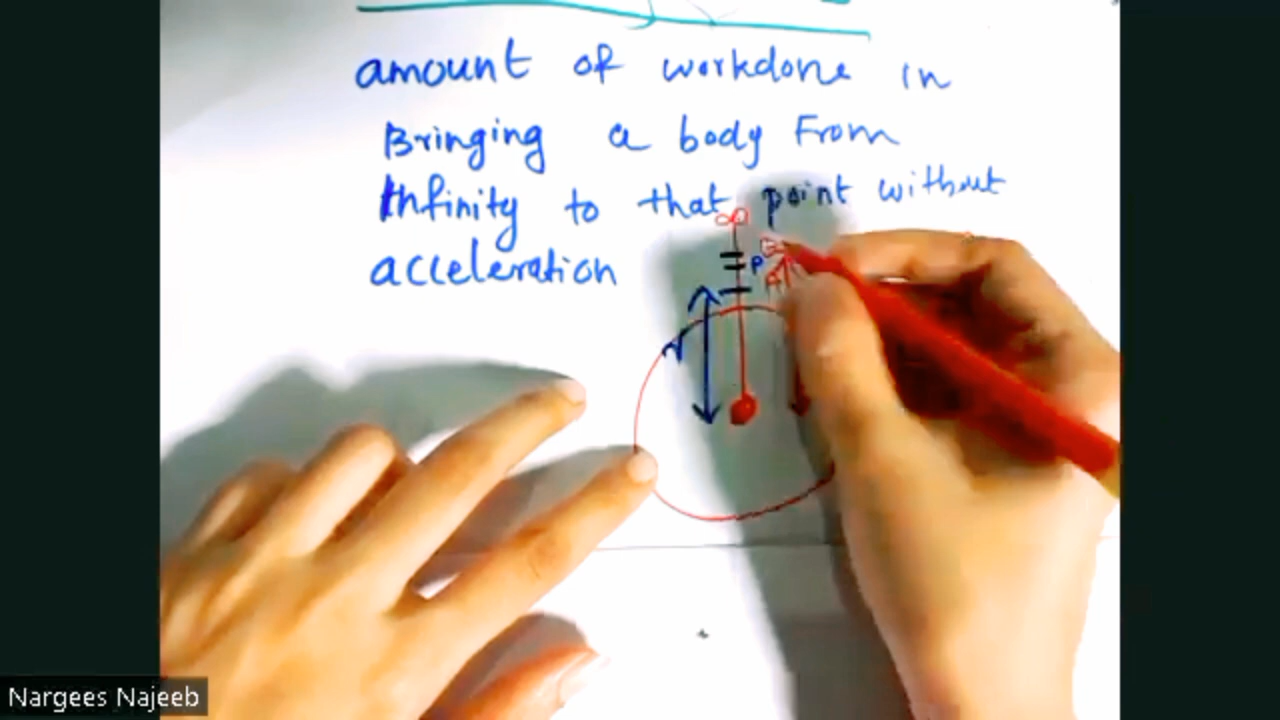 amount of workdone in
Bringing a body From
Infinity to that point without
acceleration
∞
P
r
Nargees Najeeb